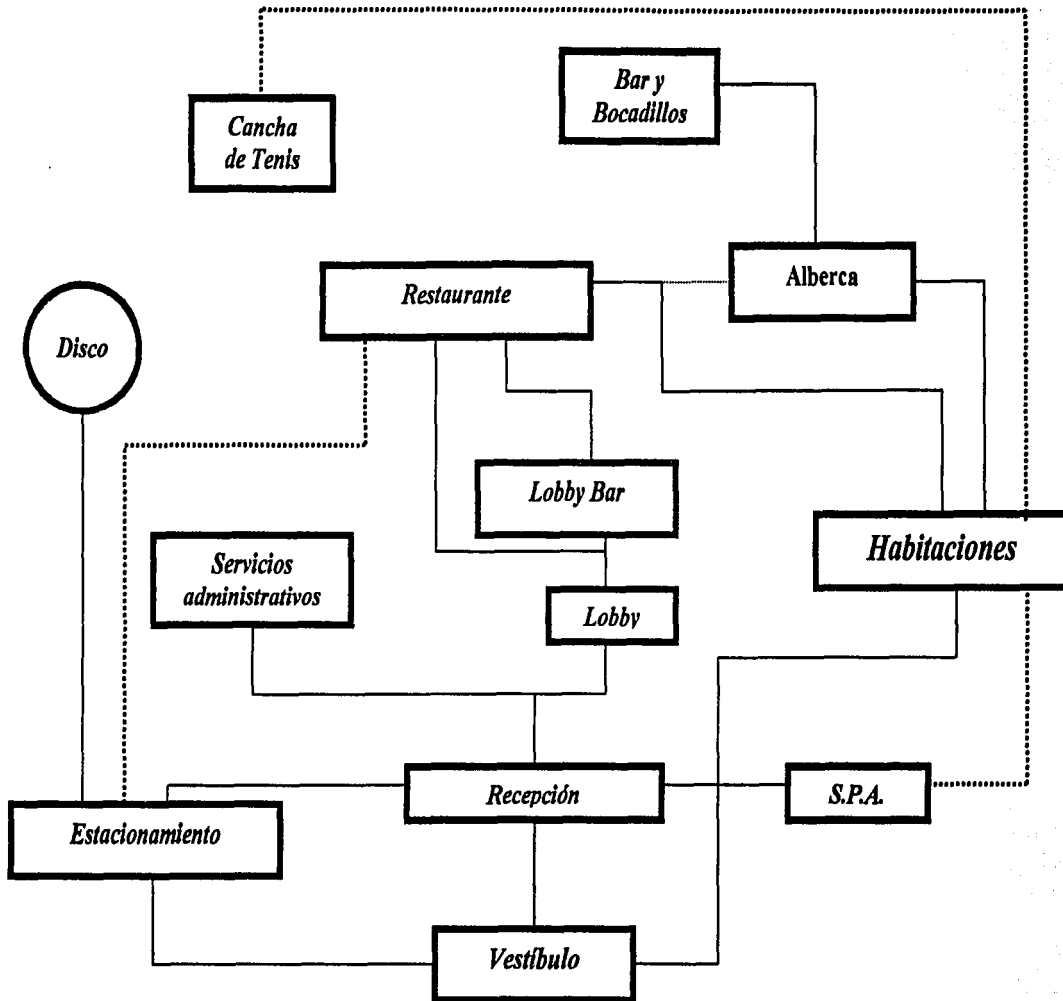 Bar y
Bocadillos
Cancha
de Tenis
Alberca
Restaurante
Disco
Lobby Bar
Habitaciones
Servicios
administrativos
Lobby
Recepción
S.P.A.
Estacionamiento
Vestíbulo